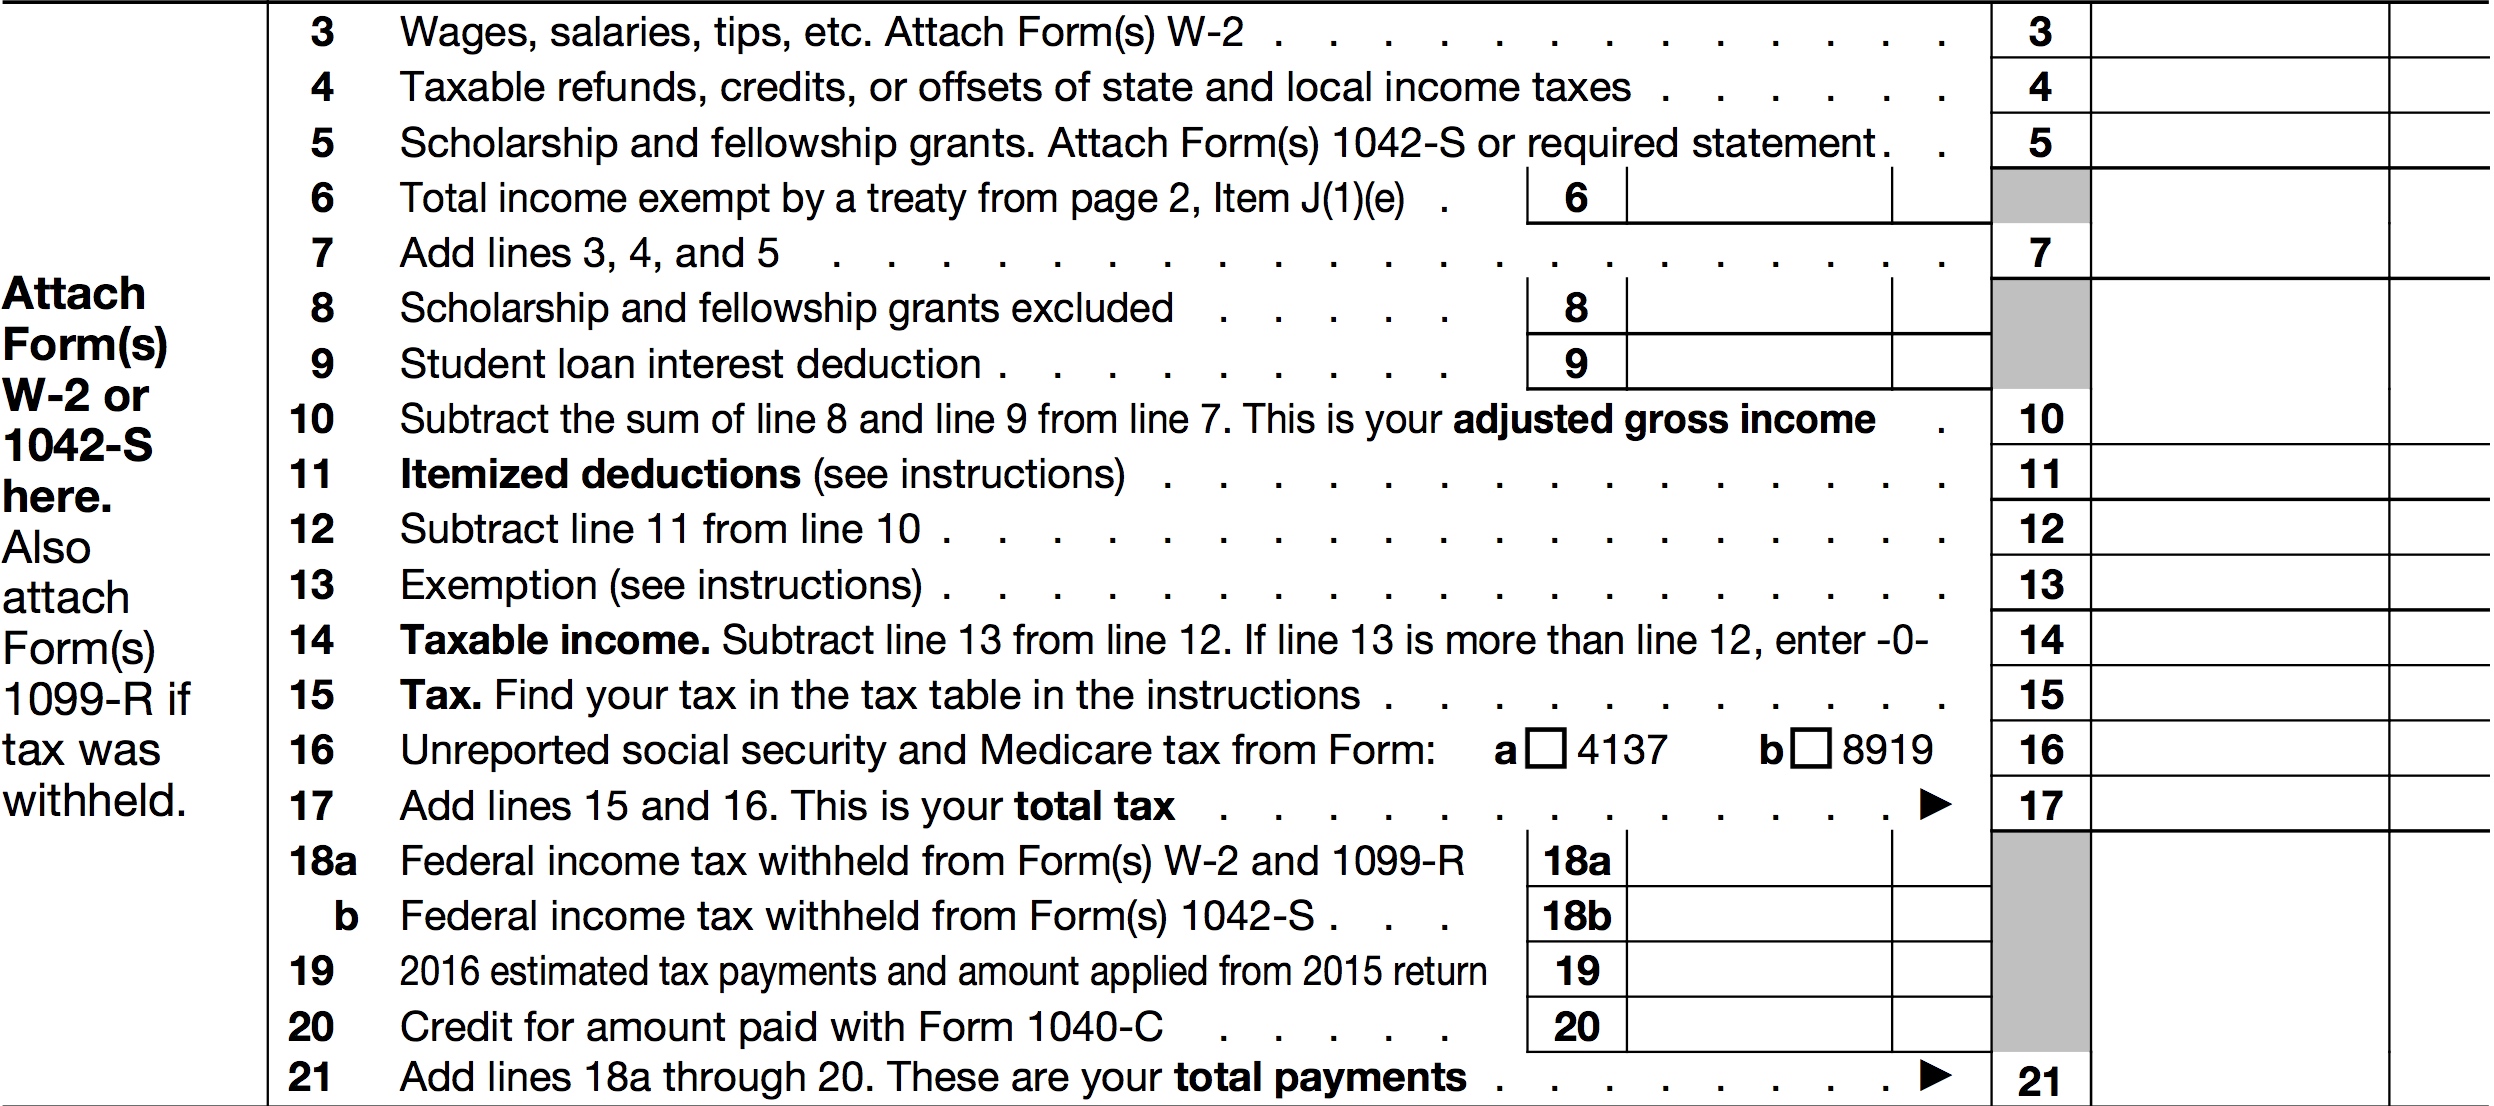 Attach
Form(s)
W-2 or
1042-S
here.
Also
attach
Form(s)
1099-R if
tax was
withheld.
3 Wages, salaries, tips, etc. Attach Form(s) W-2 . . . . . . . . . . . . . 3
4 Taxable refunds, credits, or offsets of state and local income taxes . . . . . . 4
5 Scholarship and fellowship grants. Attach Form(s) 1042-S or required statement . . 5
6 Total income exempt by a treaty from page 2, Item J(1)(e) . 6
7 Add lines 3, 4, and 5 . . . . . . . . . . . . . . . . . . . . . 7
8 Scholarship and fellowship grants excluded . . . . . 8
9 Student loan interest deduction . . . . . . . . . 9
10 Subtract the sum of line 8 and line 9 from line 7. This is your adjusted gross income . 10
11 Itemized deductions (see instructions) . . . . . . . . . . . . . . . 11
12 Subtract line 11 from line 10 . . . . . . . . . . . . . . . . . . . 12
13 Exemption (see instructions) . . . . . . . . . . . . . . . . . . . 13
14 Taxable income. Subtract line 13 from line 12. If line 13 is more than line 12, enter -0- 14
15 Tax. Find your tax in the tax table in the instructions . . . . . . . . . . . 15
16 Unreported social security and Medicare tax from Form: a ☐ 4137 b ☐ 8919 16
17 Add lines 15 and 16. This is your total tax . . . . . . . . . . . . . ▶ 17
18a Federal income tax withheld from Form(s) W-2 and 1099-R 18a
b Federal income tax withheld from Form(s) 1042-S . . . 18b
19 2016 estimated tax payments and amount applied from 2015 return 19
20 Credit for amount paid with Form 1040-C . . . . . 20
21 Add lines 18a through 20. These are your total payments . . . . . . . . ▶ 21